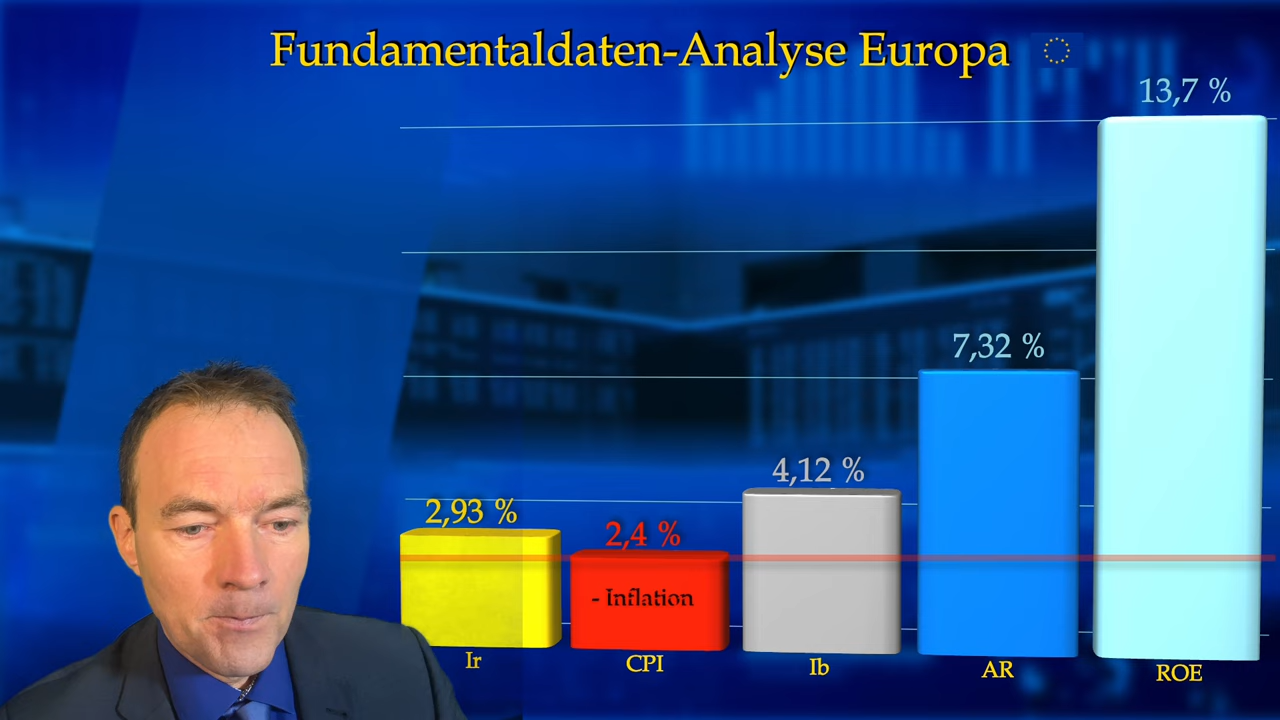 Fundamentaldaten-Analyse Europa
13,7 %
7,32 %
4,12 %
2,93 %
2,4 %
- Inflation
Ir
CPI
Ib
AR
ROE